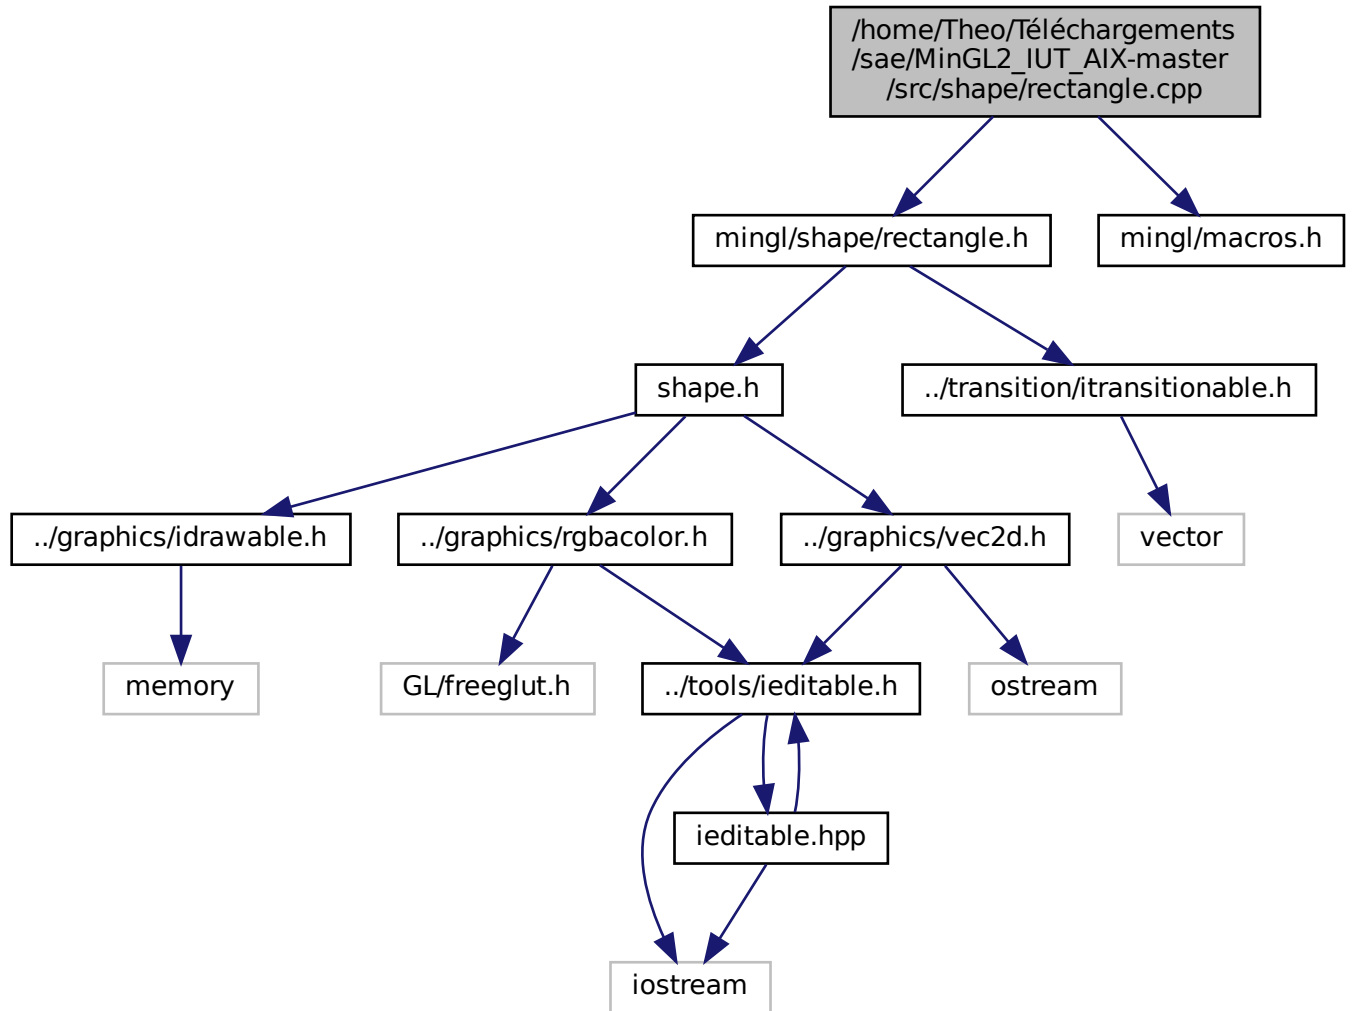 /home/Theo/Téléchargements
/sae/MinGL2_IUT_AIX-master
/src/shape/rectangle.cpp
mingl/shape/rectangle.h
mingl/macros.h
shape.h
../transition/itransitionable.h
../graphics/idrawable.h
../graphics/rgbacolor.h
../graphics/vec2d.h
vector
memory
GL/freeglut.h
../tools/ieditable.h
ostream
ieditable.hpp
iostream